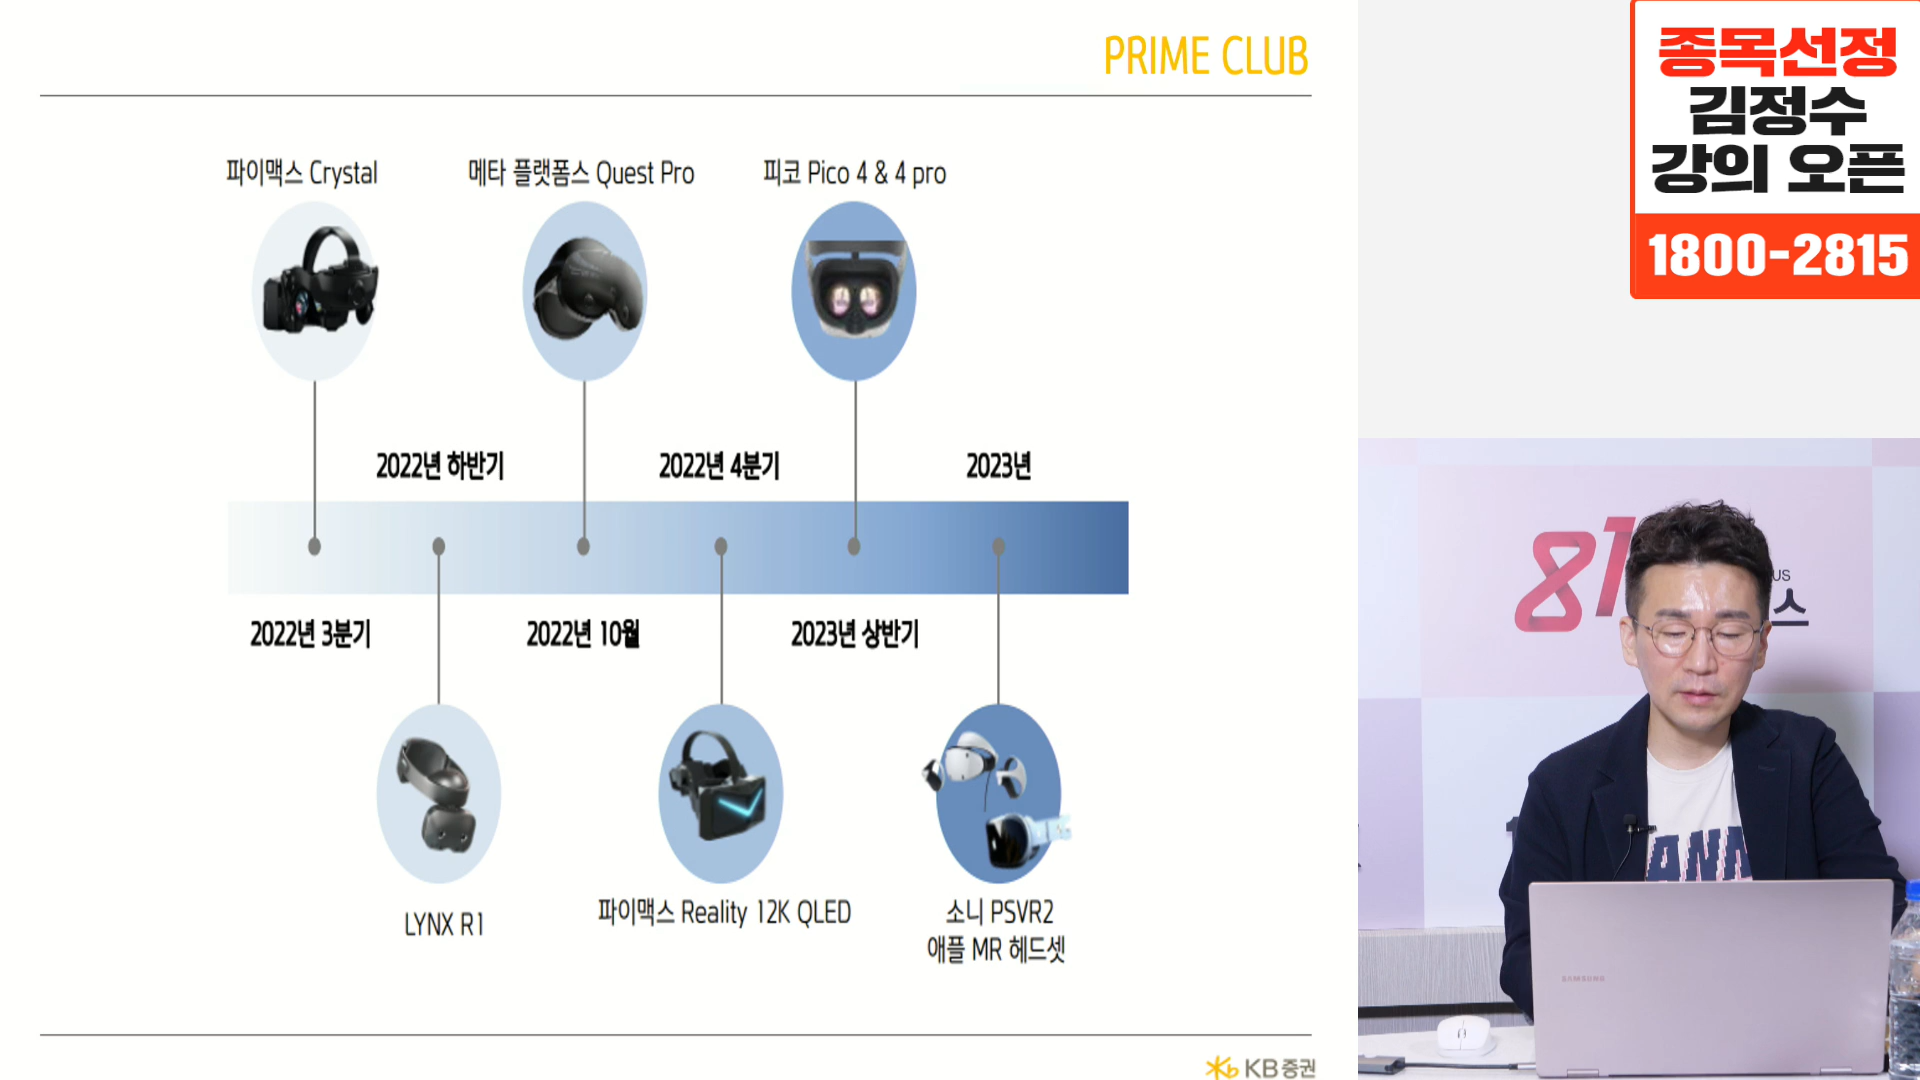 PRIME CLUB
파이맥스 Crystal
메타 플랫폼스 Quest Pro
피코 Pico 4 & 4 pro
2022년 하반기
2022년 4분기
2023년
2022년 3분기
2022년 10월
2023년 상반기
LYNX R1
파이맥스 Reality 12K QLED
소니 PSVR2
애플 MR 헤드셋
KB증권
종목선정
김정수
강의 오픈
1800-2815
81
US
스
SAMSUNG